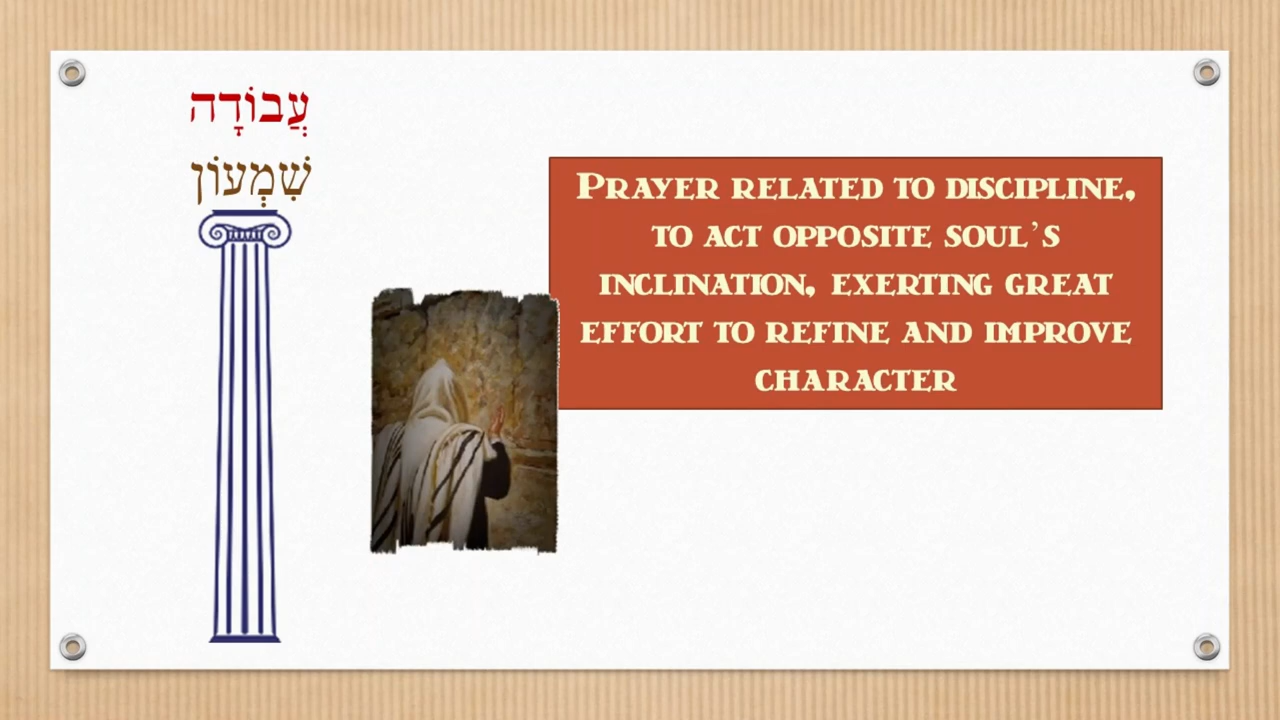 עֲבוֹדָה
שִׁמְעוֹן
Prayer related to discipline,
to act opposite soul's
inclination, exerting great
effort to refine and improve
character